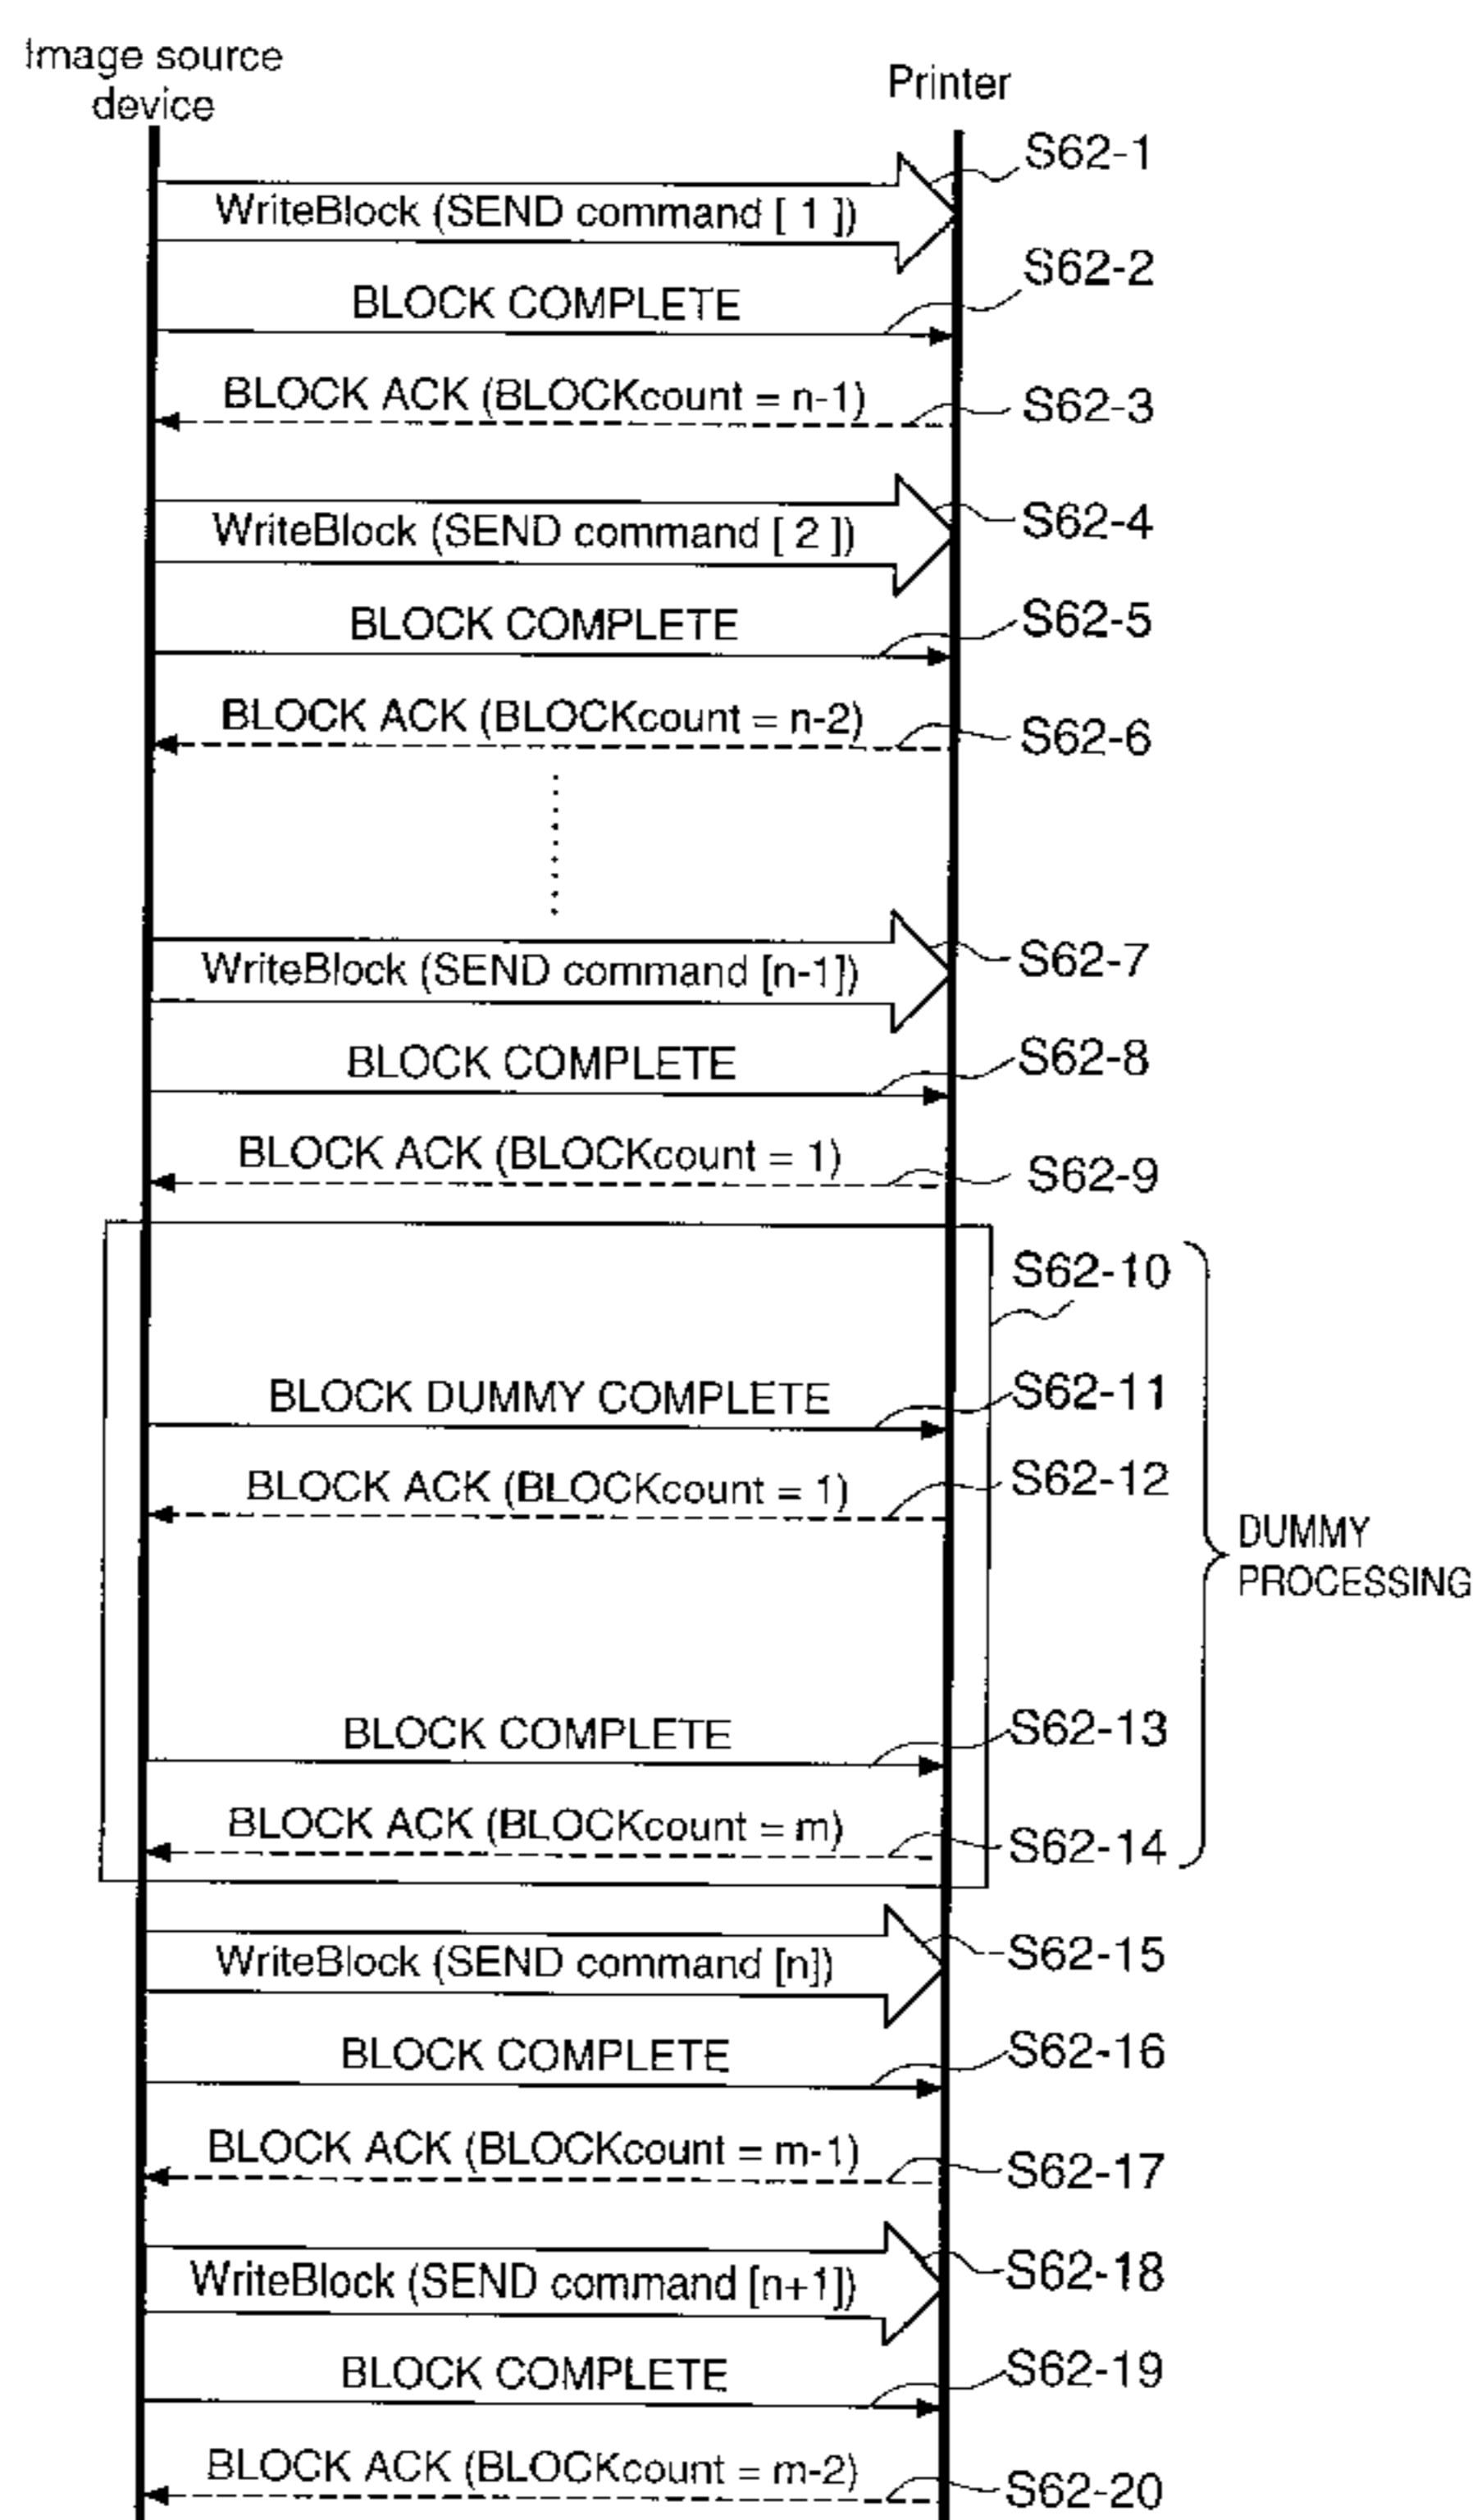 Image source
device
Printer
S62-1
WriteBlock (SEND command [ 1 ])
S62-2
BLOCK COMPLETE
BLOCK ACK (BLOCKcount = n-1)
S62-3
S62-4
WriteBlock (SEND command [ 2 ])
BLOCK COMPLETE
S62-5
BLOCK ACK (BLOCKcount = n-2)
S62-6
WriteBlock (SEND command [n-1])
S62-7
BLOCK COMPLETE
S62-8
BLOCK ACK (BLOCKcount = 1)
S62-9
S62-10
BLOCK DUMMY COMPLETE
S62-11
BLOCK ACK (BLOCKcount = 1)
S62-12
DUMMY
PROCESSING
BLOCK COMPLETE
S62-13
BLOCK ACK (BLOCKcount = m)
S62-14
WriteBlock (SEND command [n])
S62-15
BLOCK COMPLETE
S62-16
BLOCK ACK (BLOCKcount = m-1)
S62-17
WriteBlock (SEND command [n+1])
S62-18
BLOCK COMPLETE
S62-19
BLOCK ACK (BLOCKcount = m-2)
S62-20